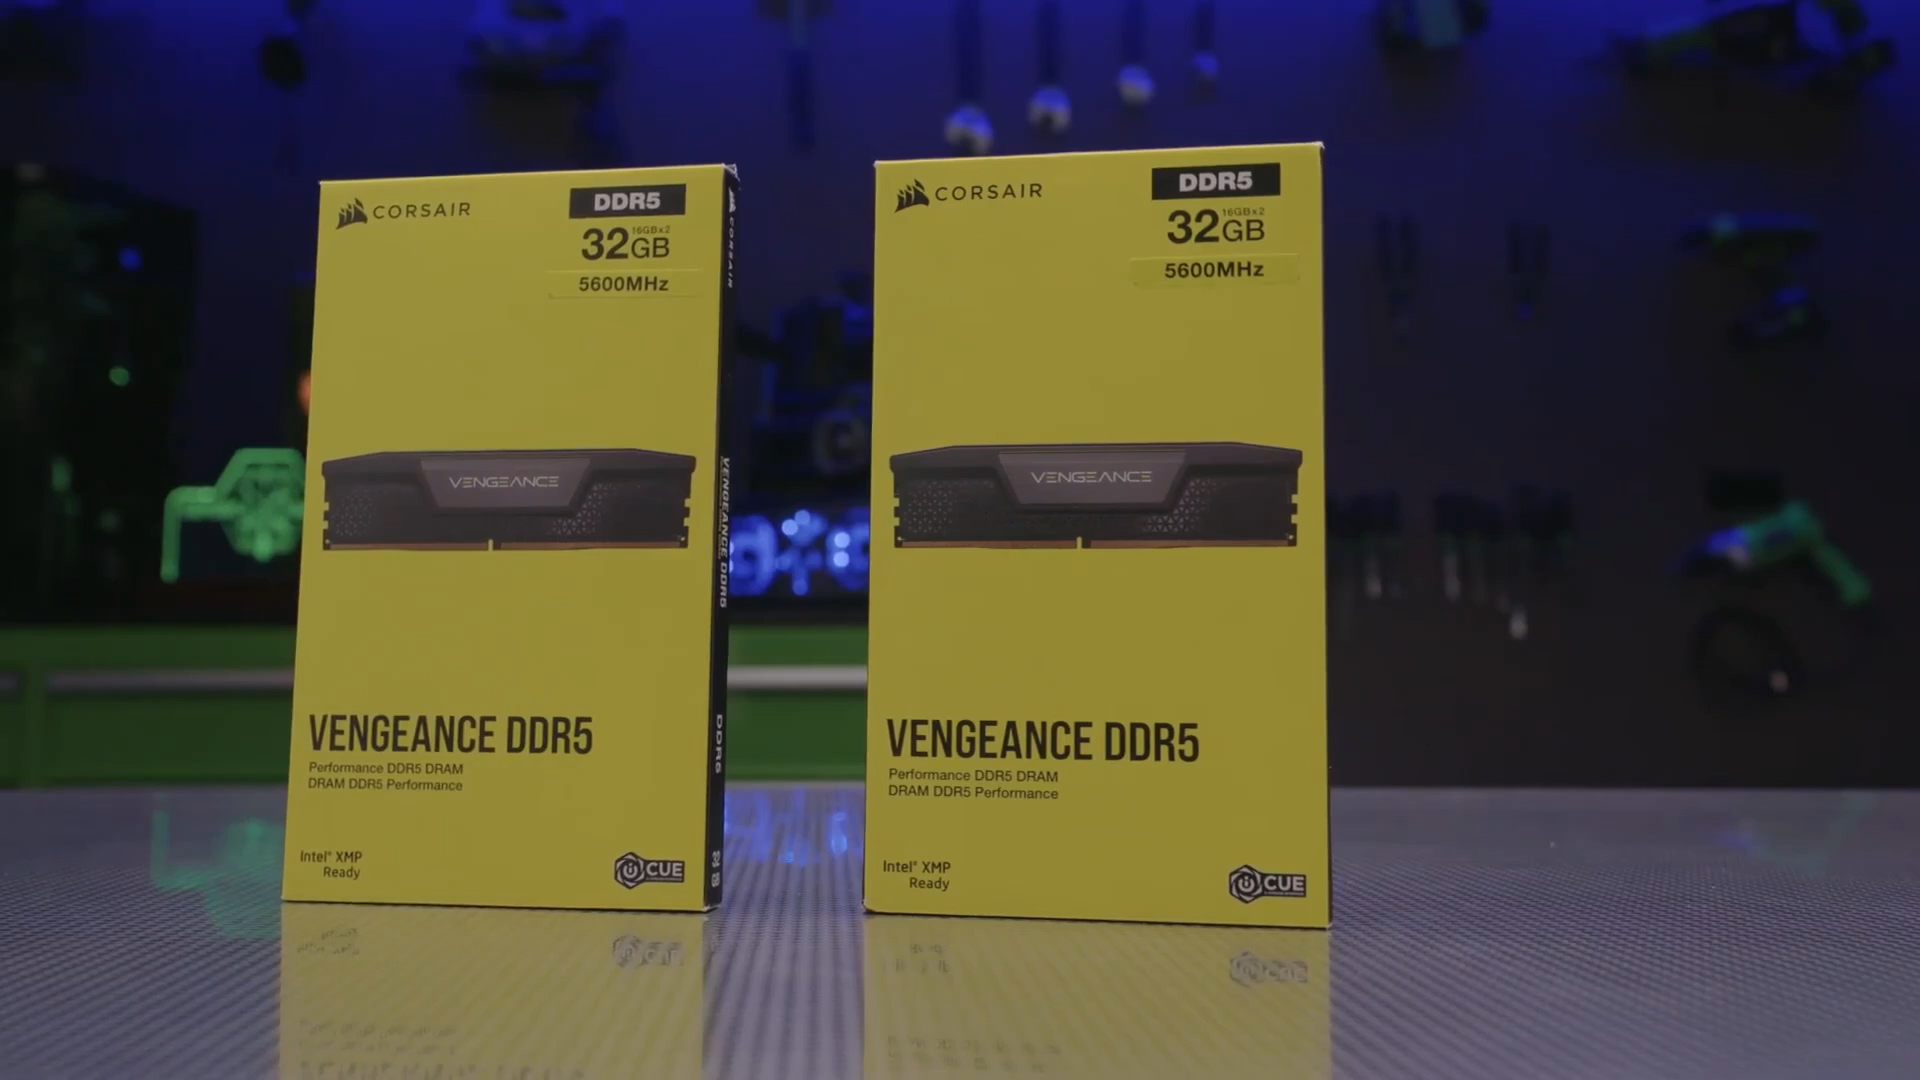 CORSAIR
DDR5
16GBx2
32GB
5600MHz
VENGEANCE
VENGEANCE DDR5
Performance DDR5 DRAM
DRAM DDR5 Performance
Intel® XMP
Ready
iCUE
CORSAIR
VENGEANCE DDR5
DDR5
CORSAIR
DDR5
16GBx2
32GB
5600MHz
VENGEANCE
VENGEANCE DDR5
Performance DDR5 DRAM
DRAM DDR5 Performance
Intel® XMP
Ready
iCUE